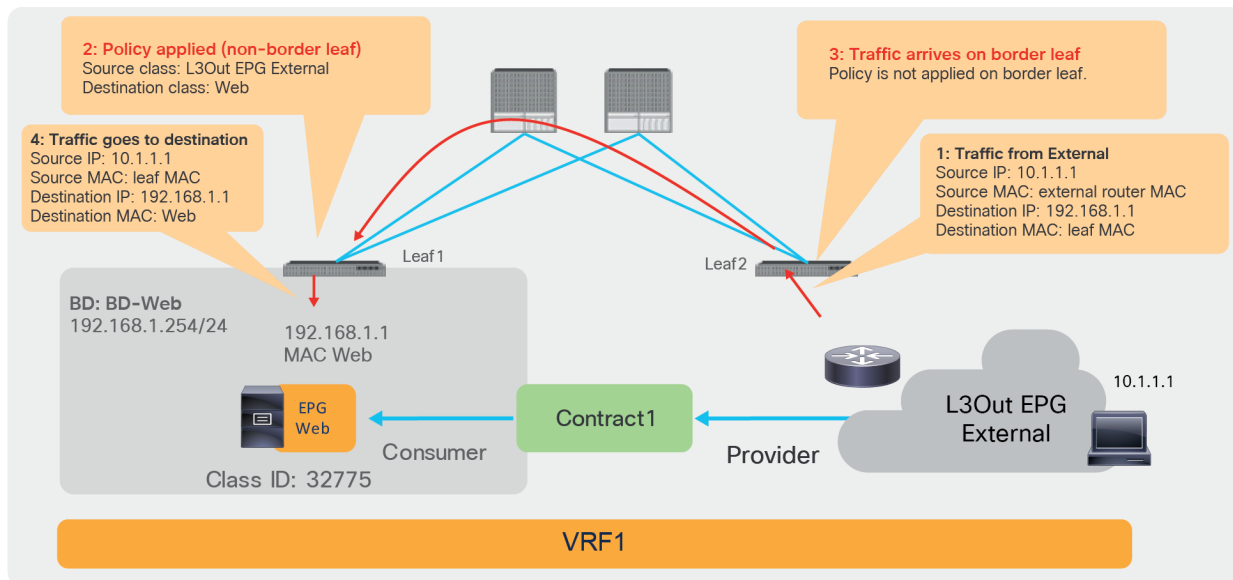 2: Policy applied (non-border leaf)
Source class: L3Out EPG External
Destination class: Web
3: Traffic arrives on border leaf
Policy is not applied on border leaf.
4: Traffic goes to destination
Source IP: 10.1.1.1
Source MAC: leaf MAC
Destination IP: 192.168.1.1
Destination MAC: Web
1: Traffic from External
Source IP: 10.1.1.1
Source MAC: external router MAC
Destination IP: 192.168.1.1
Destination MAC: leaf MAC
Leaf1
Leaf2
BD: BD-Web
192.168.1.254/24
192.168.1.1
MAC Web
EPG
Web
Class ID: 32775
Consumer
Contract1
Provider
L3Out EPG
External
10.1.1.1
VRF1